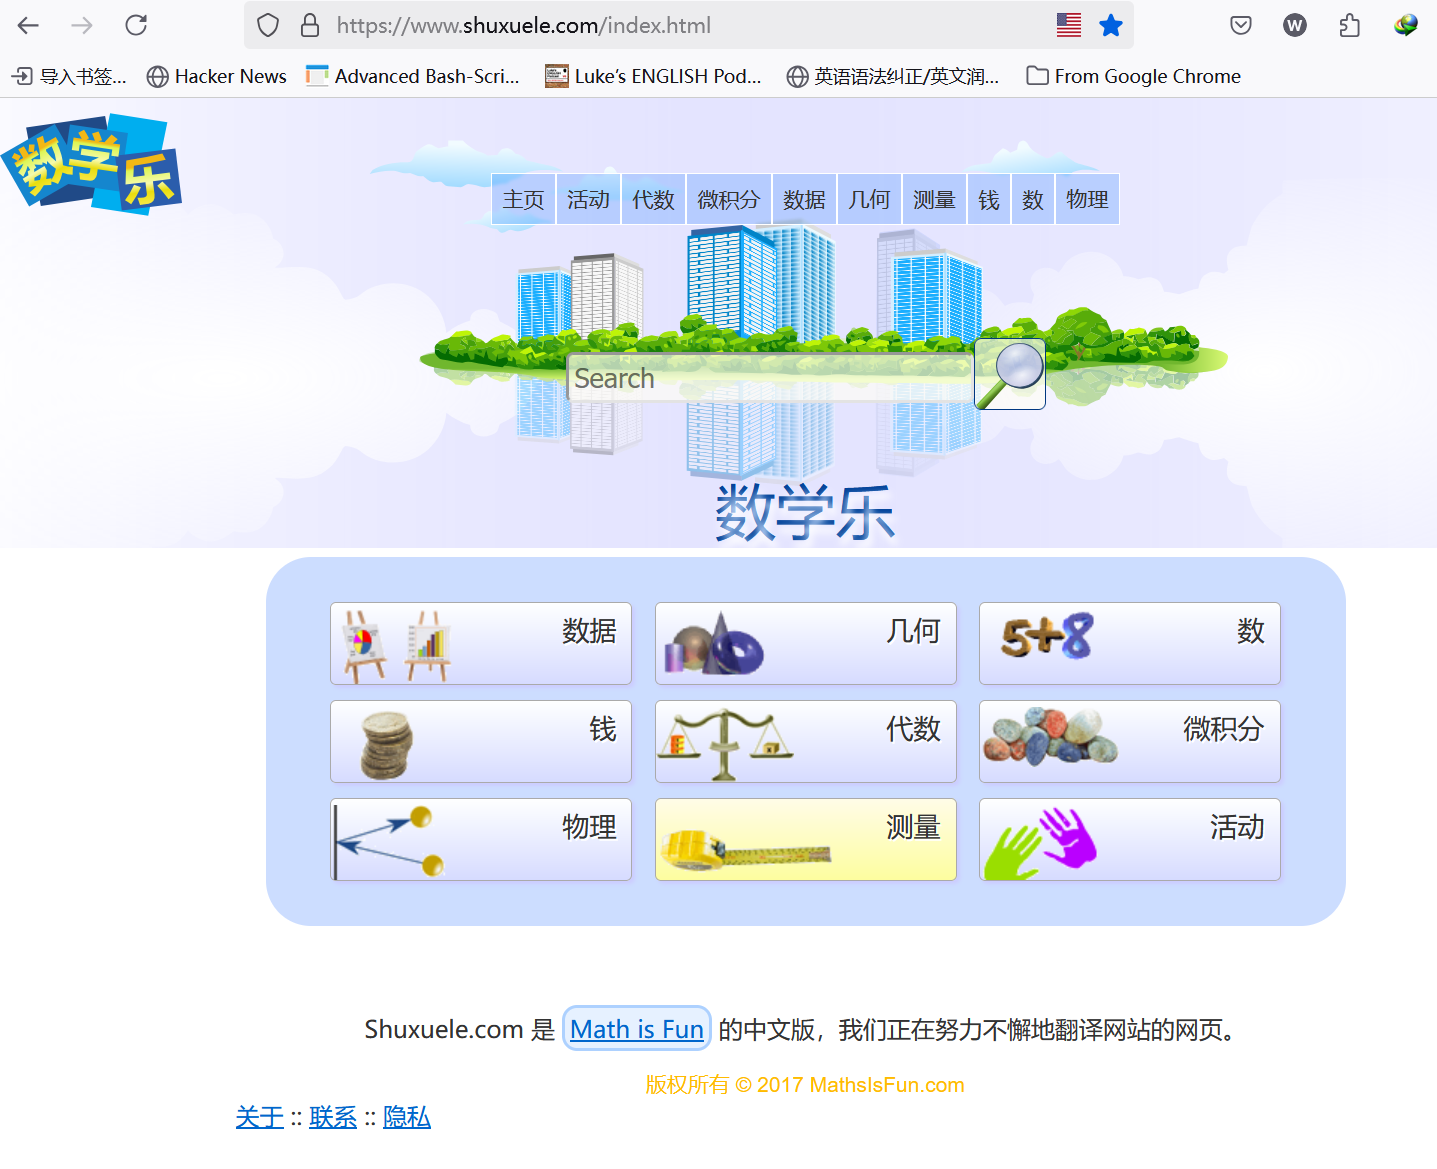 https://www.shuxuele.com/index.html
W
导入书签... Hacker News Advanced Bash-Scri... Luke's ENGLISH Pod... 英语语法纠正/英文润... From Google Chrome
数学乐
主页 活动 代数 微积分 数据 几何 测量 钱 数 物理
Search
数学乐
数据 几何 5+8 数
钱 代数 微积分
物理 测量 活动
Shuxuele.com 是 Math is Fun 的中文版，我们正在努力不懈地翻译网站的网页。
版权所有 © 2017 MathsIsFun.com
关于 :: 联系 :: 隐私